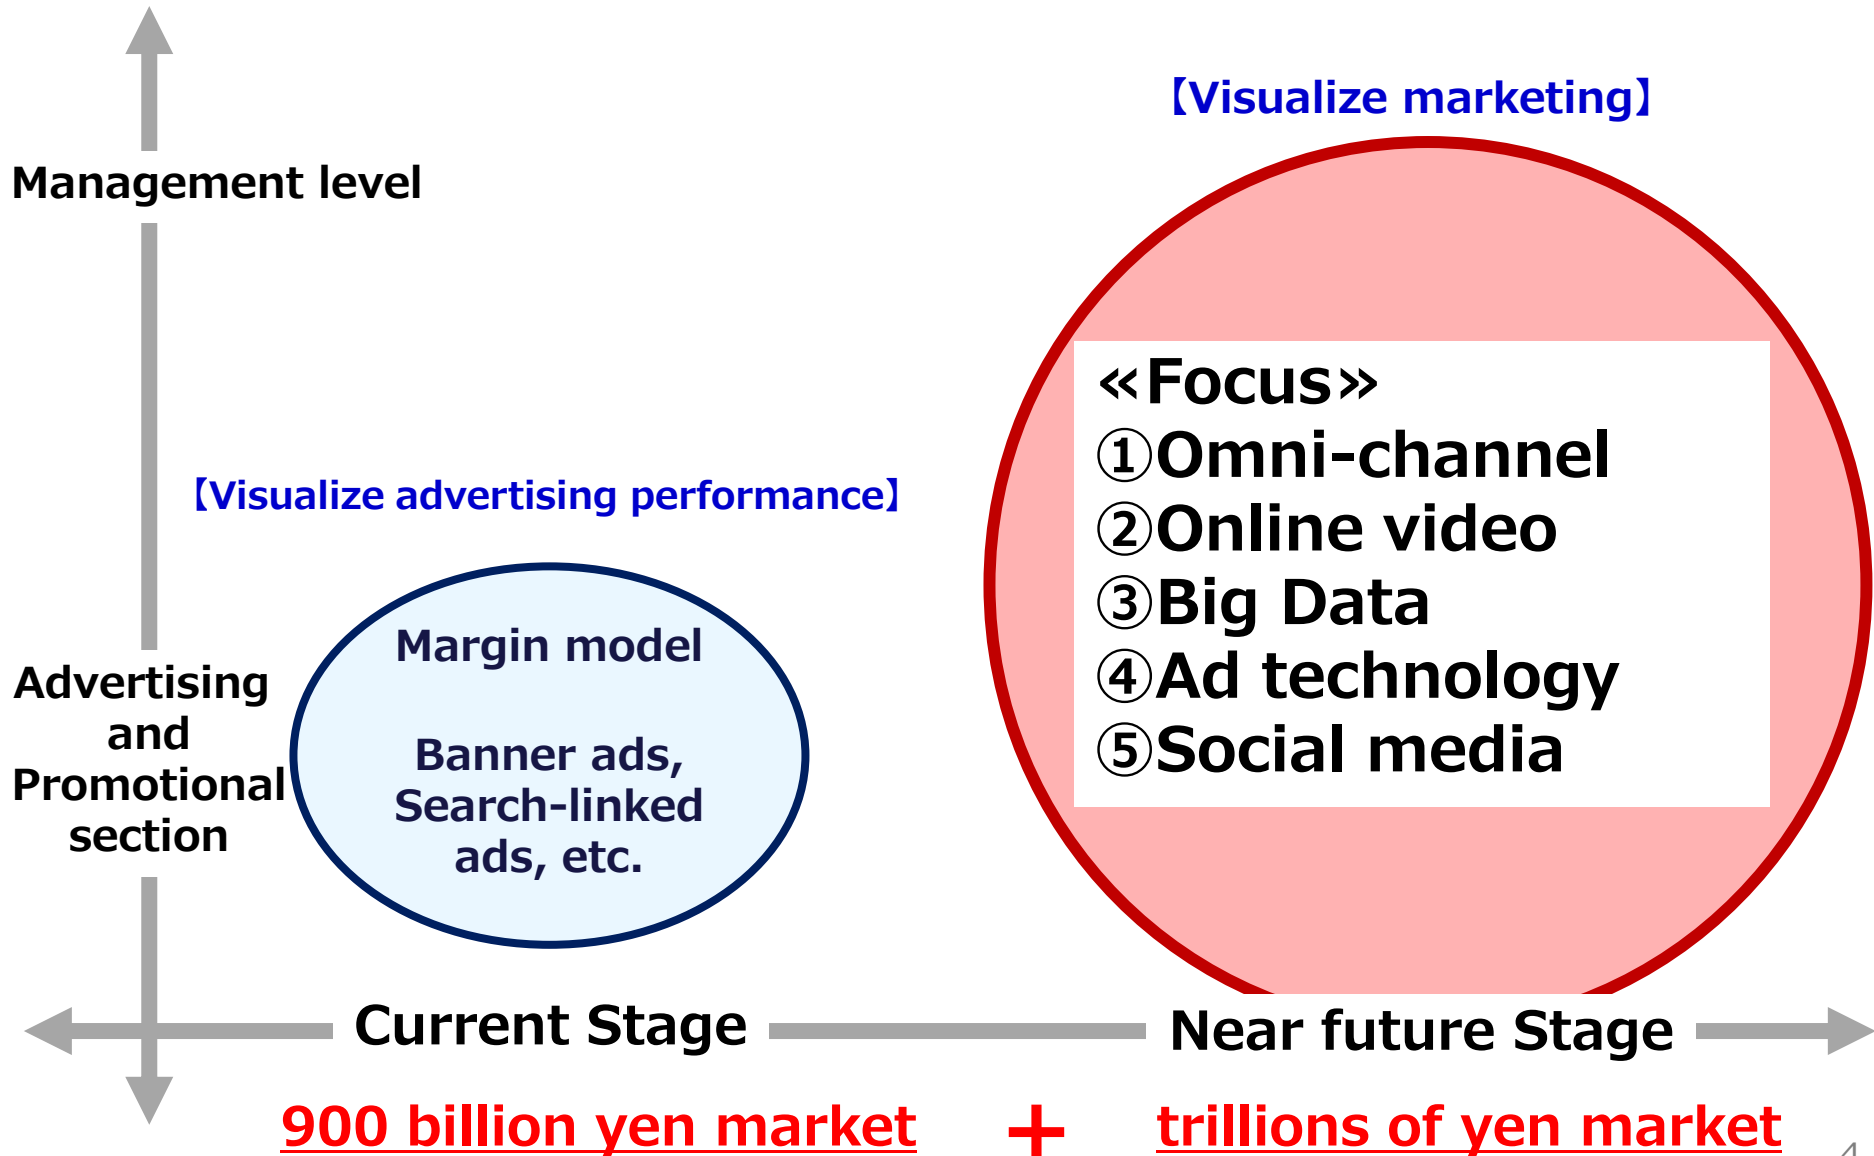 【Visualize marketing】
Management level
«Focus»
①Omni-channel
②Online video
③Big Data
④Ad technology
⑤Social media
【Visualize advertising performance】
Margin model
Banner ads,
Search-linked
ads, etc.
Advertising
and
Promotional
section
Current Stage
Near future Stage
900 billion yen market
+
trillions of yen market
4